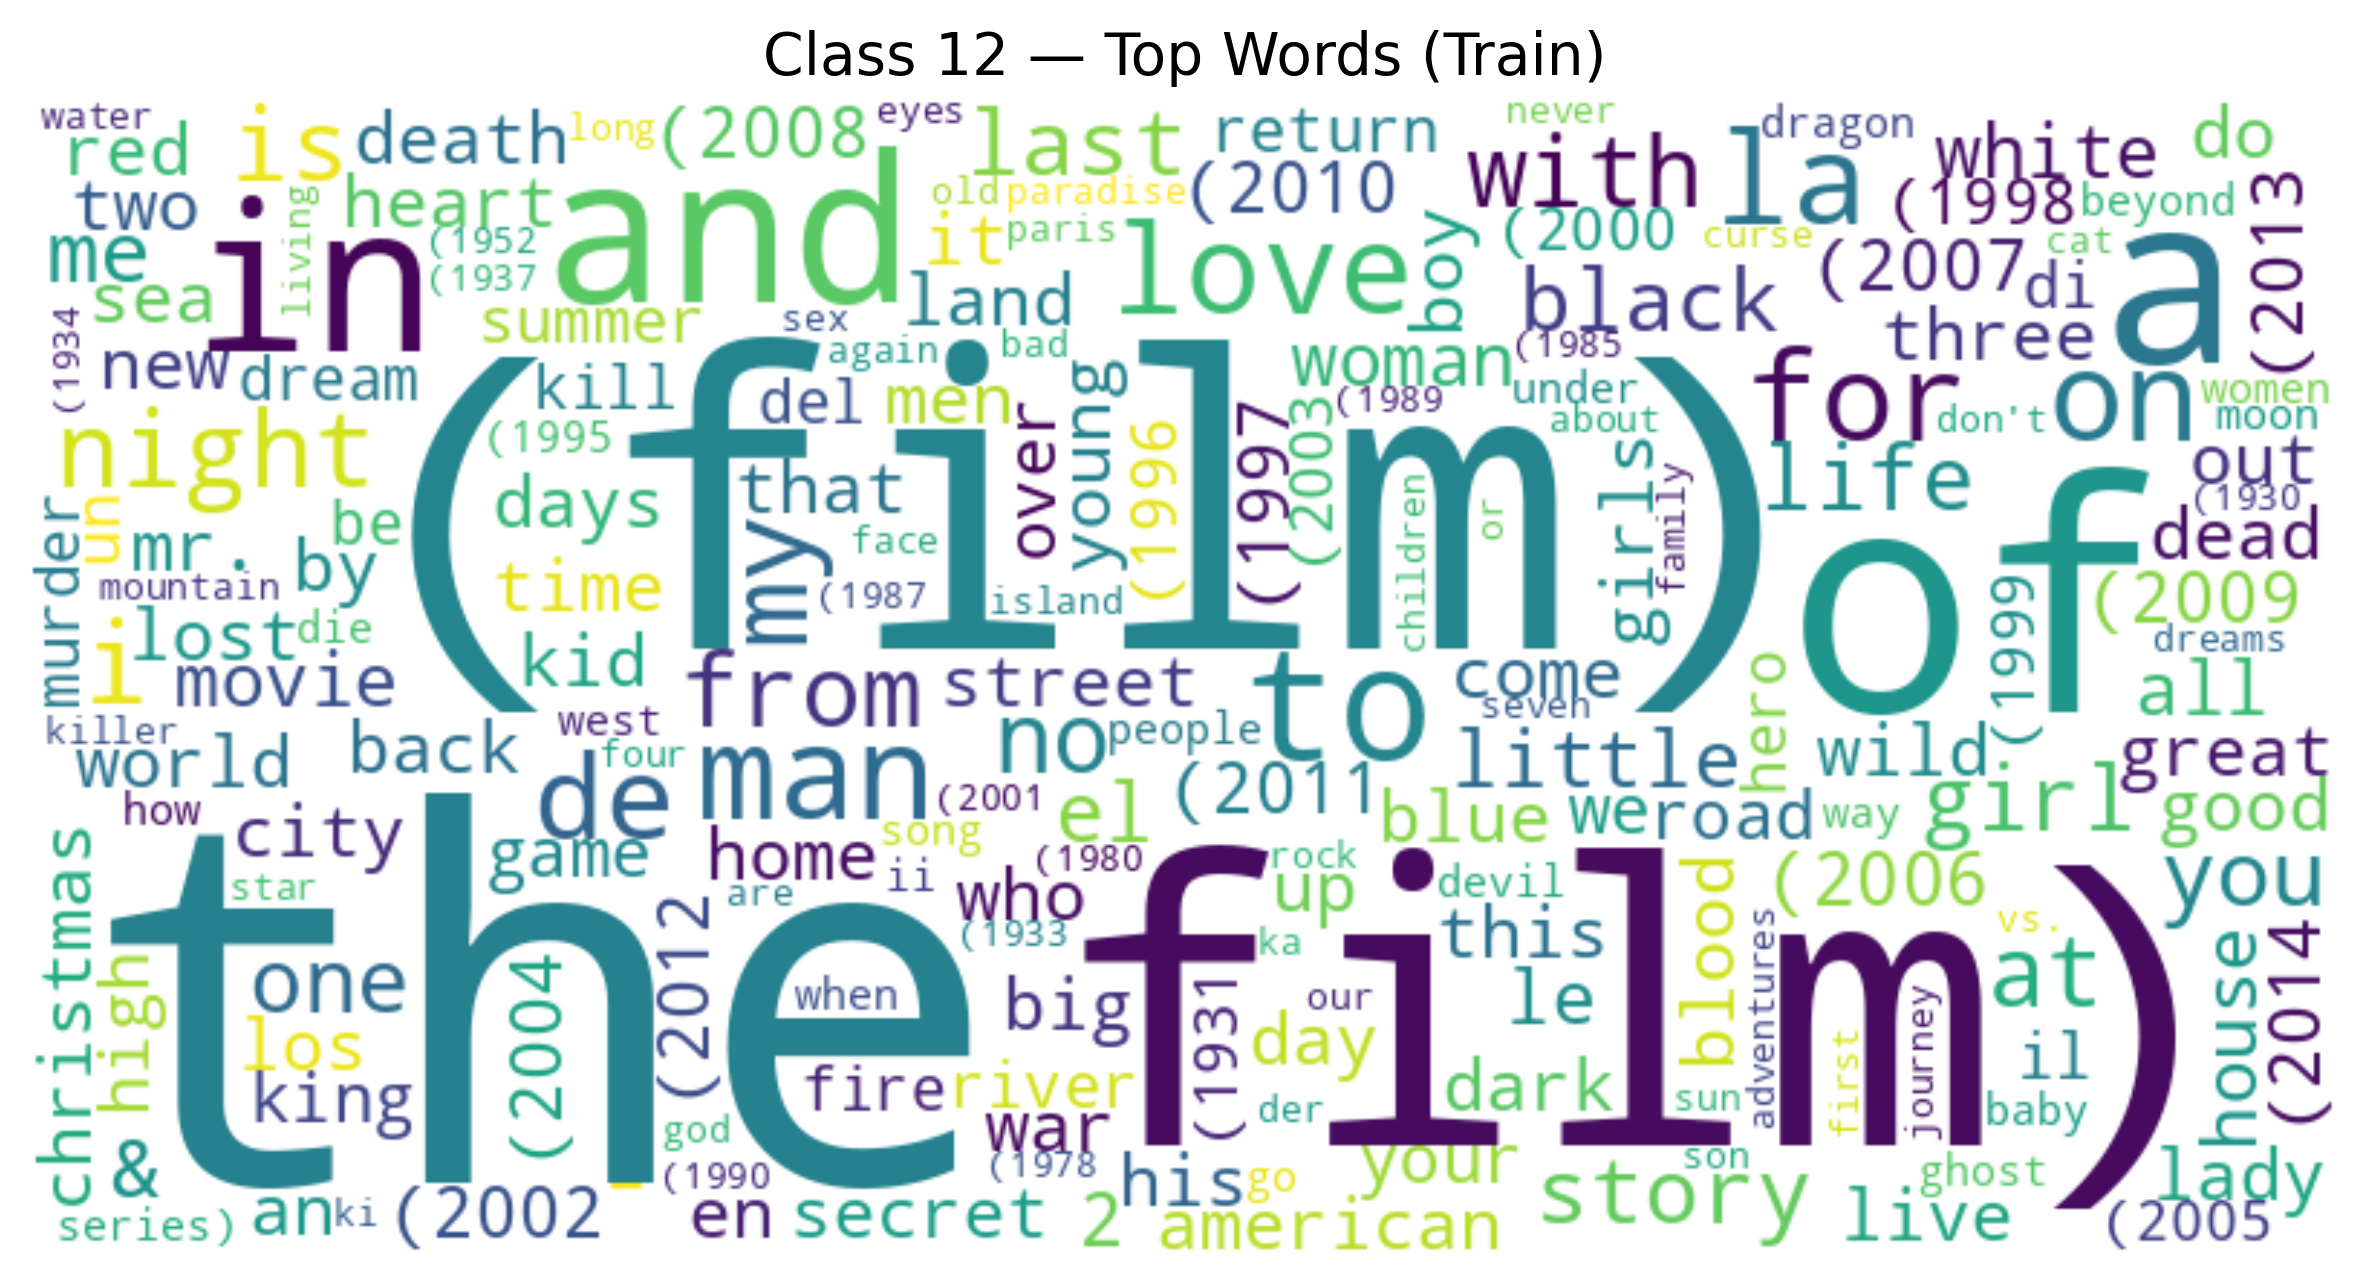 Class 12 — Top Words (Train)
water
red
is
death
long
(2008
eyes
last
return
never
with
la
dragon
white
do
two
living
heart
and
old
paradise
(2010
(1998
beyond
(2013
me
in
(1952
it
paris
love
boy
(2000
curse
(2007
cat
a
sea
(1937
summer
sex
land
black
di
three
(1934
new
dream
kill
again
bad
woman
(1985
under
for
on
women
(film)
del
men
over
young
(1989
about
don't
moon
night
(1995
that
(1996
(1997
(2003
girls
family
life
out
(1930
murder
un
be
days
my
face
children
or
of
dead
mr.
by
mountain
time
(1987
island
(1999
(2009
i
lost
die
kid
dreams
movie
from
street
to
come
seven
hero
all
killer
world
back
west
four
de
man
no
people
little
wild
great
how
city
(2001
(2011
el
blue
we
road
way
girl
good
christmas
star
game
home
song
ii
are
who
(1980
rock
up
devil
blood
(2006
you
the
film)
high
one
(2004
(2012
when
(1933
ka
this
adventures
vs.
at
house
(2014
los
king
big
(1931
our
le
day
first
journey
il
fire
river
war
der
dark
sun
baby
&
god
(1990
(1978
his
go
your
son
story
ghost
lady
series)
an
ki
(2002
en
secret
2
american
live
(2005